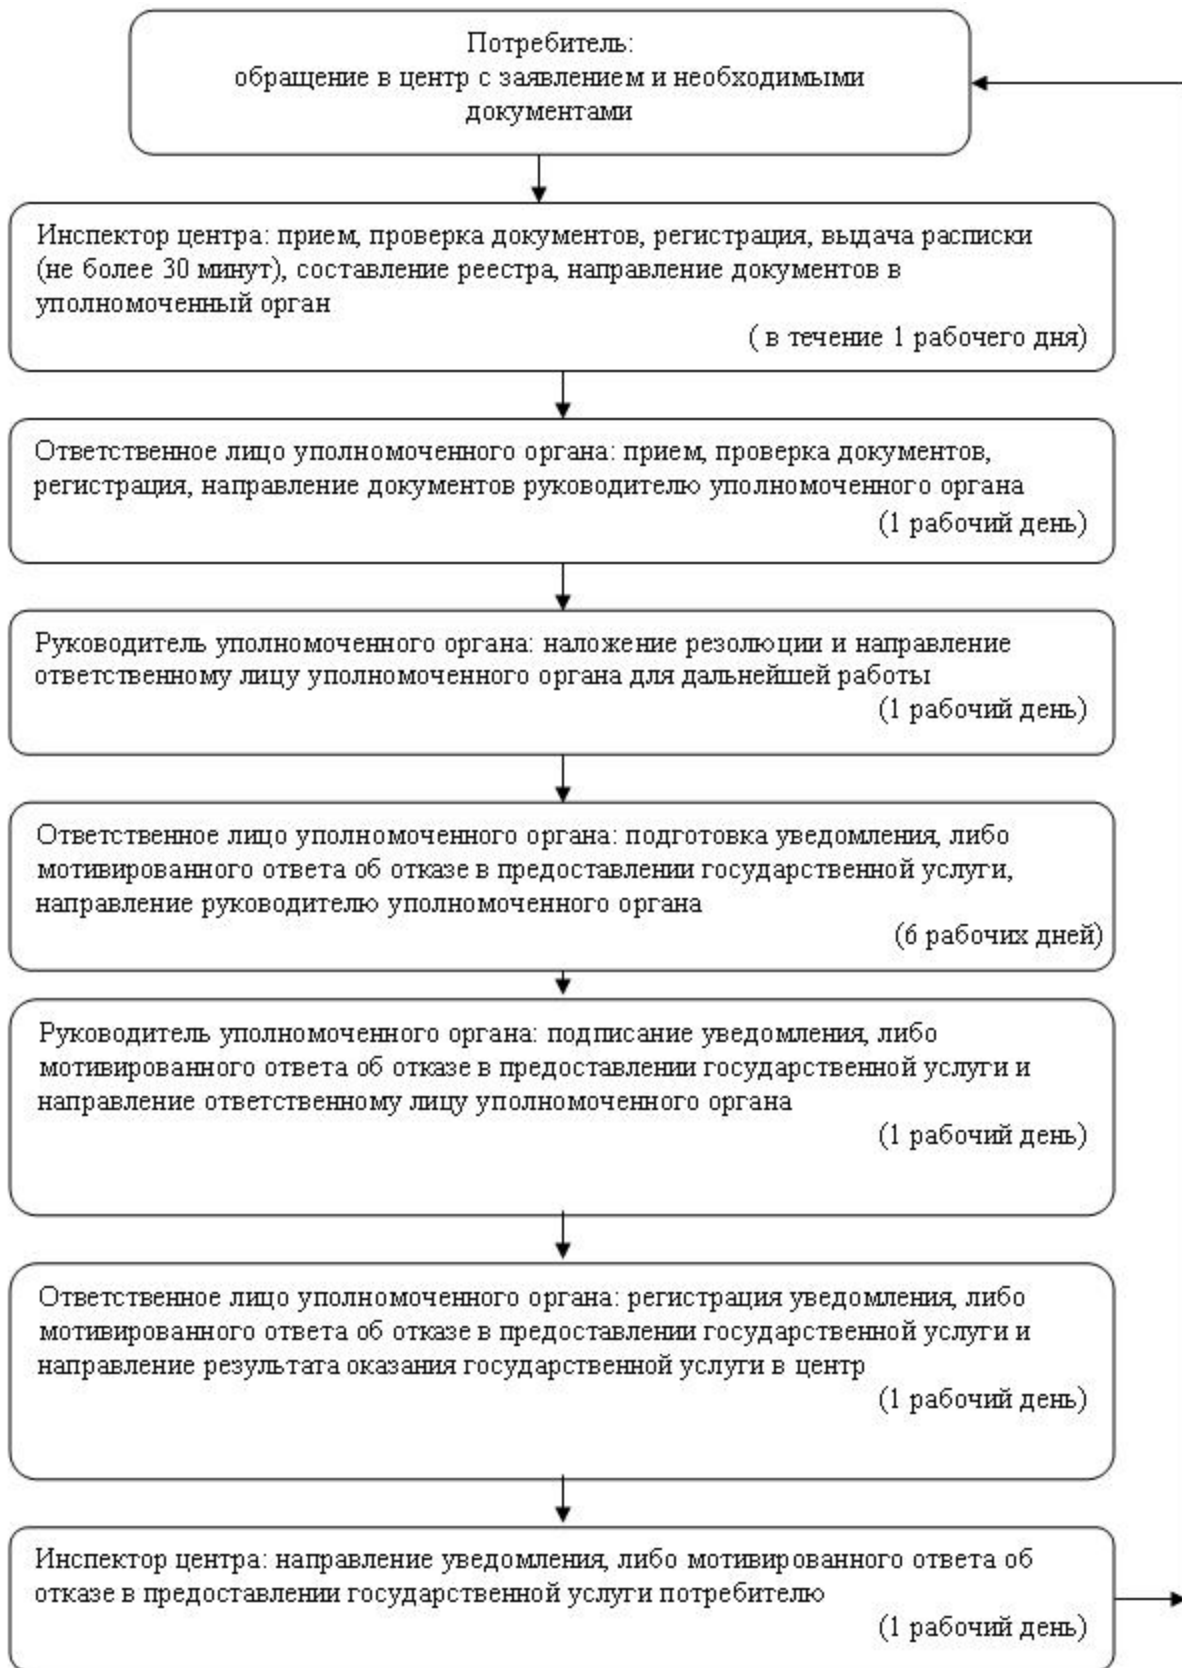 Потребитель:
обращение в центр с заявлением и необходимыми
документами
Инспектор центра: прием, проверка документов, регистрация, выдача расписки
(не более 30 минут), составление реестра, направление документов в
уполномоченный орган
( в течение 1 рабочего дня)
Ответственное лицо уполномоченного органа: прием, проверка документов,
регистрация, направление документов руководителю уполномоченного органа
(1 рабочий день)
Руководитель уполномоченного органа: наложение резолюции и направление
ответственному лицу уполномоченного органа для дальнейшей работы
(1 рабочий день)
Ответственное лицо уполномоченного органа: подготовка уведомления, либо
мотивированного ответа об отказе в предоставлении государственной услуги,
направление руководителю уполномоченного органа
(6 рабочих дней)
Руководитель уполномоченного органа: подписание уведомления, либо
мотивированного ответа об отказе в предоставлении государственной услуги и
направление ответственному лицу уполномоченного органа
(1 рабочий день)
Ответственное лицо уполномоченного органа: регистрация уведомления, либо
мотивированного ответа об отказе в предоставлении государственной услуги и
направление результата оказания государственной услуги в центр
(1 рабочий день)
Инспектор центра: направление уведомления, либо мотивированного ответа об
отказе в предоставлении государственной услуги потребителю
(1 рабочий день)